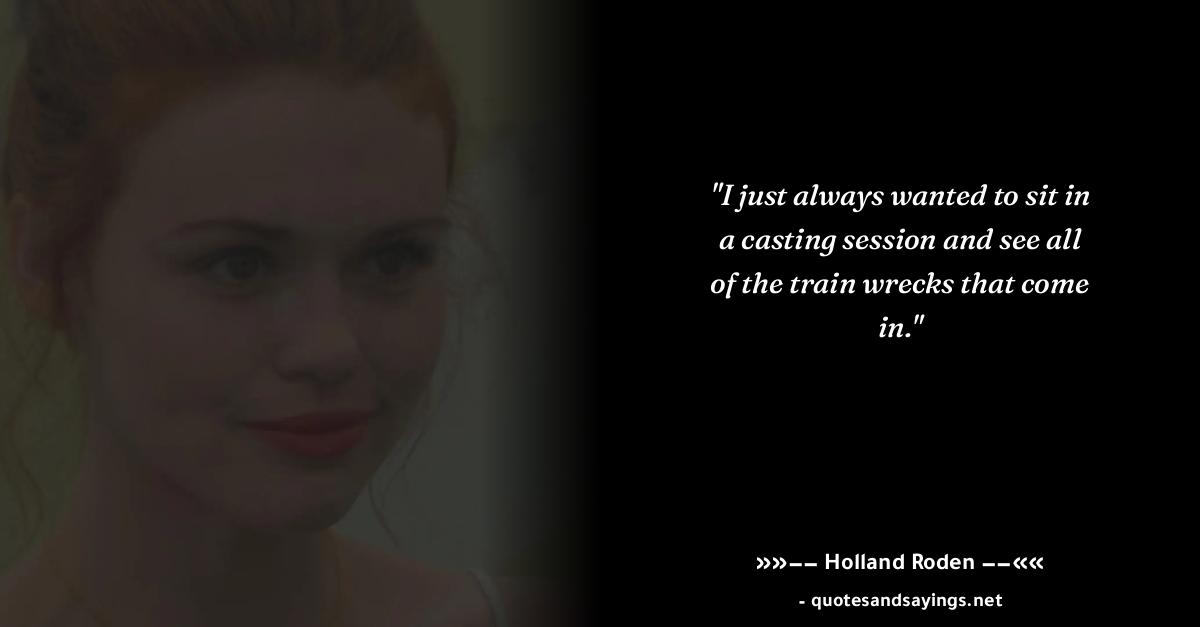 "I just always wanted to sit in
a casting session and see all
of the train wrecks that come
in."
»»–– Holland Roden ––««
- quotesandsayings.net